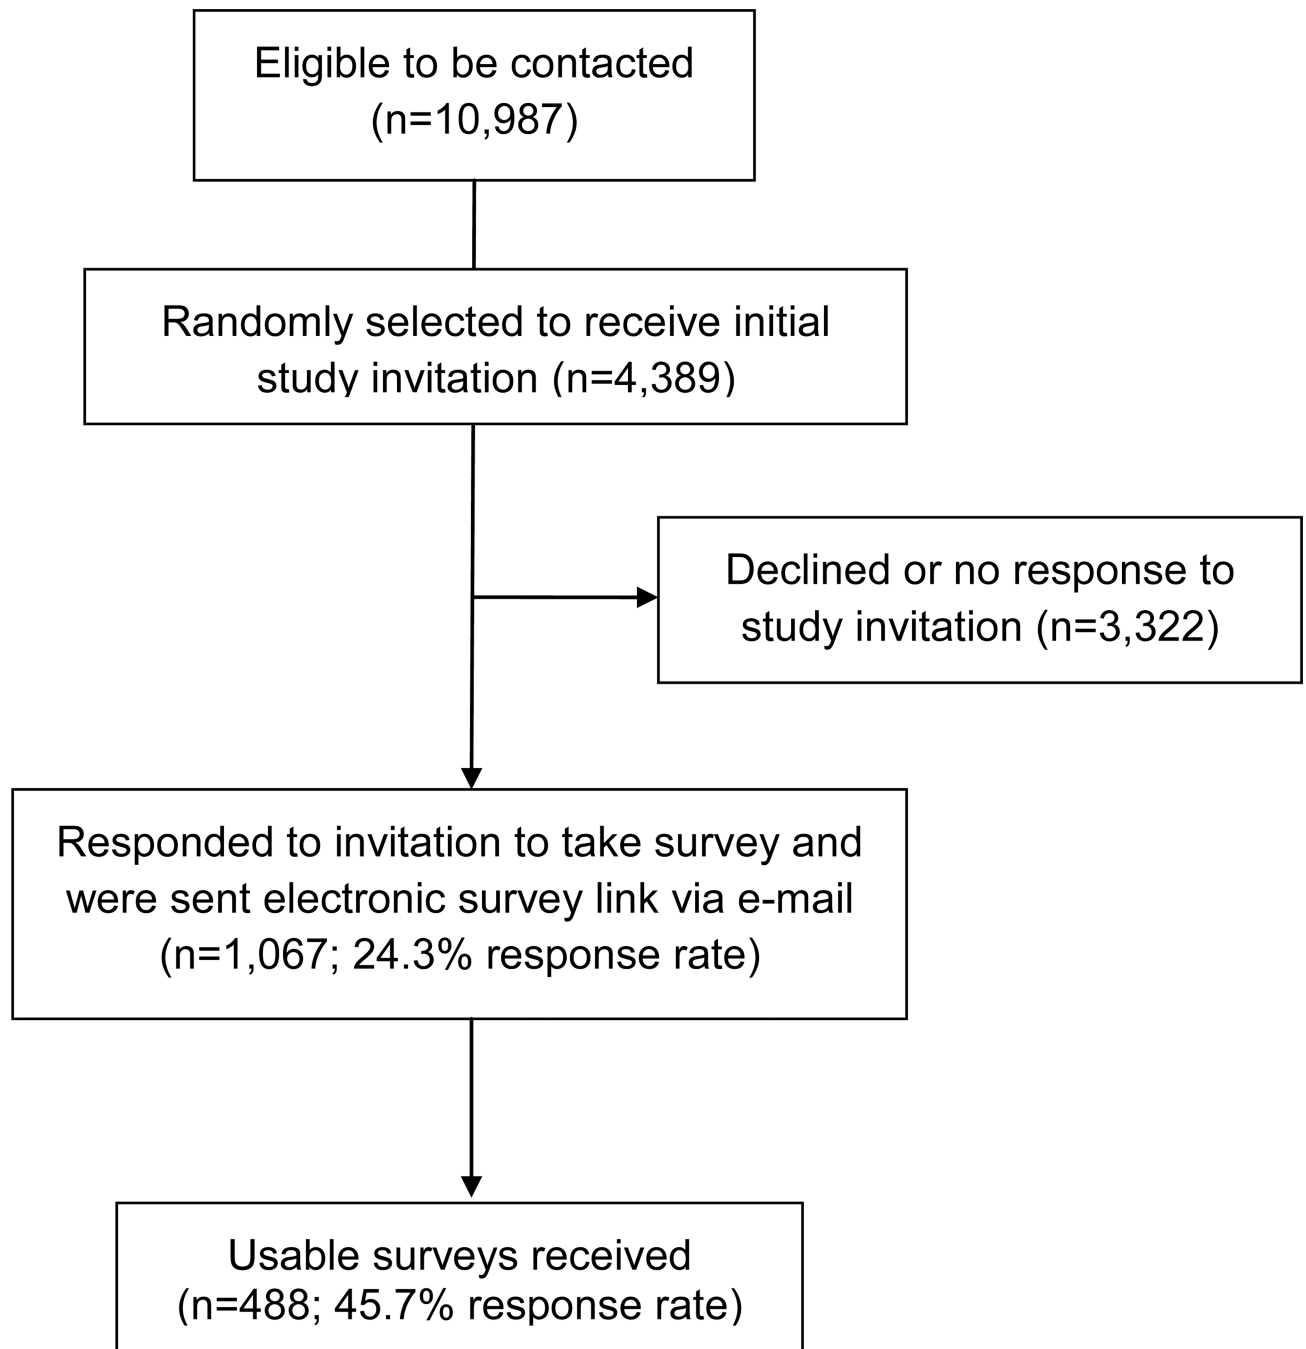 Eligible to be contacted
(n=10,987)
Randomly selected to receive initial
study invitation (n=4,389)
Declined or no response to
study invitation (n=3,322)
Responded to invitation to take survey and
were sent electronic survey link via e-mail
(n=1,067; 24.3% response rate)
Usable surveys received
(n=488; 45.7% response rate)